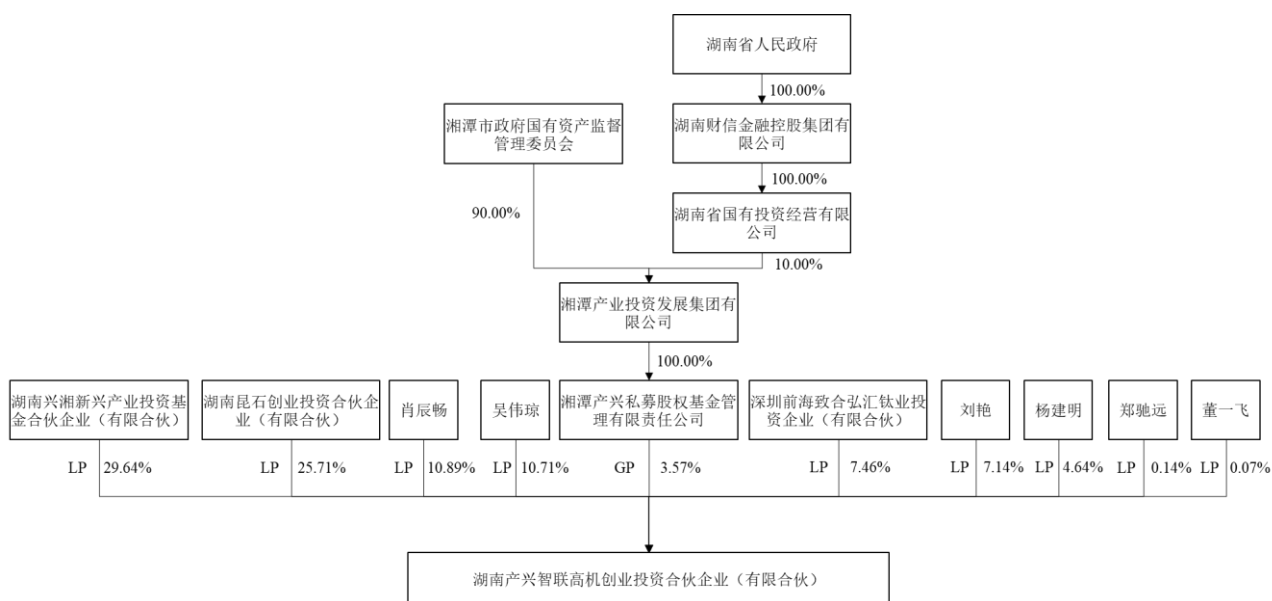 湖南省人民政府
100.00%
湘潭市政府国有资产监督
管理委员会
湖南财信金融控股集团有
限公司
100.00%
90.00%
湖南省国有投资经营有限
公司
10.00%
湘潭产业投资发展集团有
限公司
100.00%
湖南兴湘新兴产业投资基
金合伙企业（有限合伙）
湖南昆石创业投资合伙企
业（有限合伙）
肖辰畅
吴伟琼
湘潭产兴私募股权基金管
理有限责任公司
深圳前海致合弘汇钛业投
资企业（有限合伙）
刘艳
杨建明
郑驰远
董一飞
LP 29.64%
LP 25.71%
LP 10.89%
LP 10.71%
GP 3.57%
LP 7.46%
LP 7.14%
LP 4.64%
LP 0.14%
LP 0.07%
湖南产兴智联高机创业投资合伙企业（有限合伙）